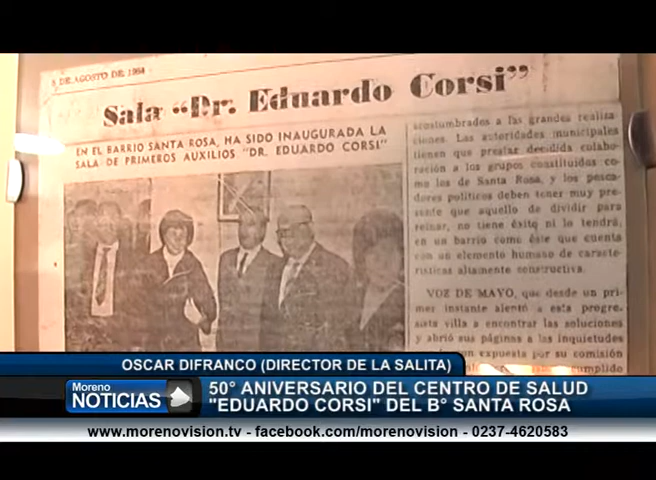 5 DE AGOSTO DE 1964
Sala "Dr. Eduardo Corsi"
EN EL BARRIO SANTA ROSA, HA SIDO INAUGURADA LA
SALA DE PRIMEROS AUXILIOS "DR. EDUARDO CORSI"
acostumbrados a las grandes realiza-
ciones. Las autoridades municipales
tienen que prestar decidida colabo-
ración a los grupos constituidos co-
mo los de Santa Rosa, y los pescado-
res políticos deben tener muy pre-
sente que aquello de dividir para
reinar, no tiene éxito ni lo tendrá,
en un barrio como éste que cuenta
con un elemento humano de caracte-
rísticas altamente constructiva.
VOZ DE MAYO, que desde un pri-
mer instante alentó a esta progre-
sista villa a encontrar las soluciones
y abrió sus páginas a las inquietudes
expuesta por su comisión
cumplido
OSCAR DIFRANCO (DIRECTOR DE LA SALITA)
Moreno
NOTICIAS
50° ANIVERSARIO DEL CENTRO DE SALUD
"EDUARDO CORSI" DEL B° SANTA ROSA
www.morenovision.tv - facebook.com/morenovision - 0237-4620583